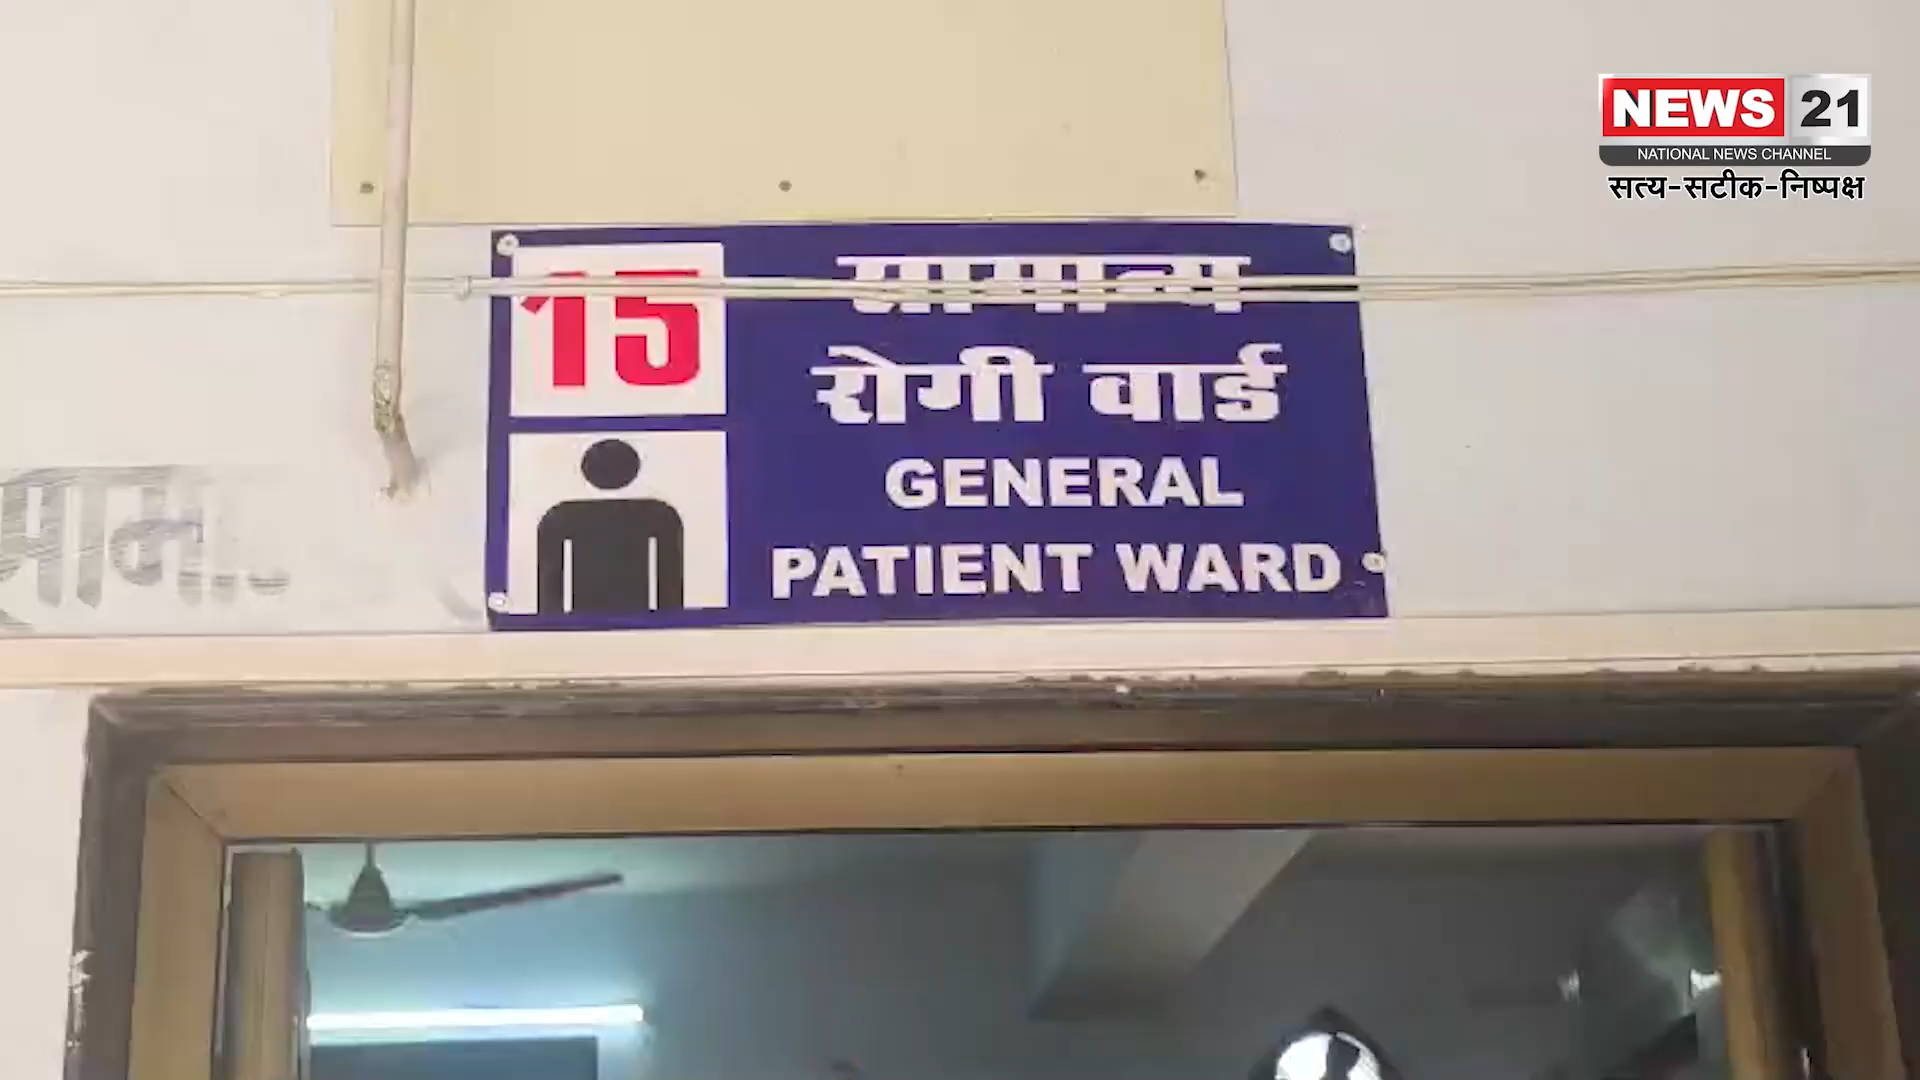 NEWS 21
NATIONAL NEWS CHANNEL
सत्य-सटीक-निष्पक्ष
15
सामान्य
रोगी वार्ड
GENERAL
PATIENT WARD